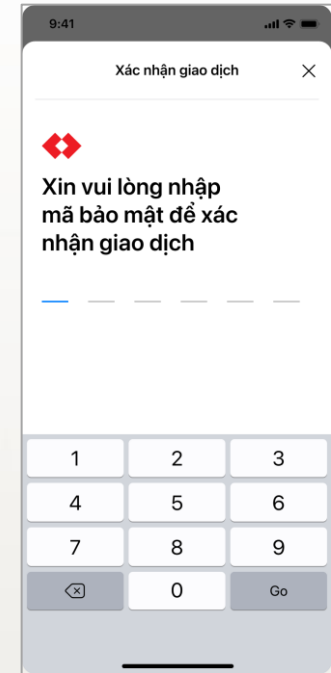 9:41
Xác nhận giao dịch
Xin vui lòng nhập
mã bảo mật để xác
nhận giao dịch
1 2 3
4 5 6
7 8 9
0 Go